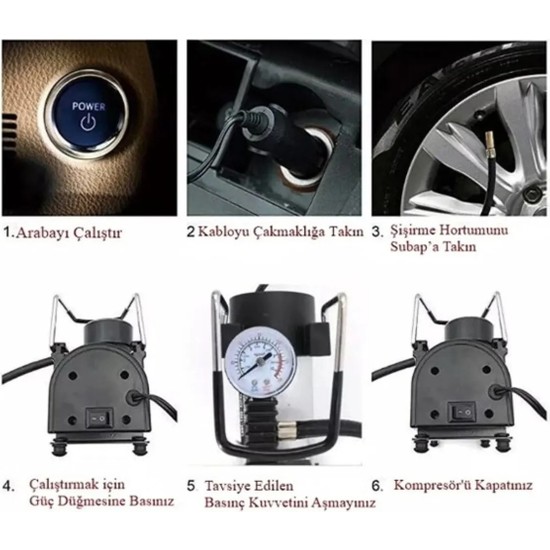 POWER
1.Arabayı Çalıştır
2 Kabloyu Çakmaklığa Takın
3. Şişirme Hortumunu
Subap'a Takın
4. Çalıştırmak için
Güç Düğmesine Basınız
5 Tavsiye Edilen
Basınç Kuvvetini Aşmayınız
6. Kompresör'ü Kapatınız